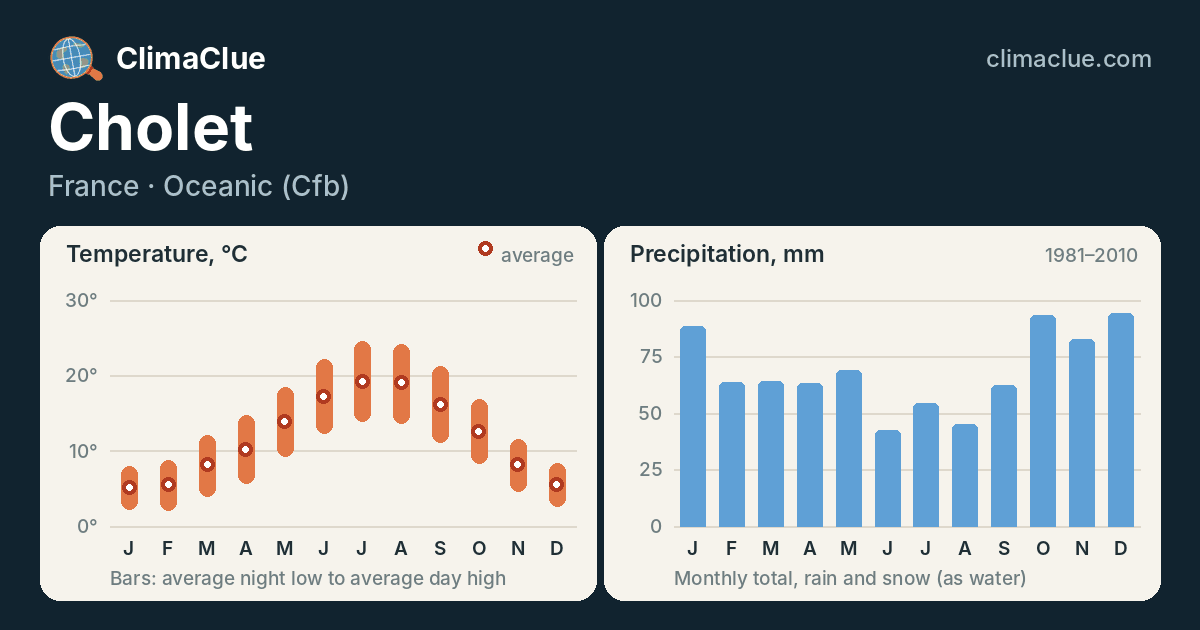 ClimaClue
climaclue.com
Cholet
France · Oceanic (Cfb)
Temperature, °C
average
30°
20°
10°
0°
J F M A M J J A S O N D
Bars: average night low to average day high
Precipitation, mm
1981–2010
100
75
50
25
0
J F M A M J J A S O N D
Monthly total, rain and snow (as water)